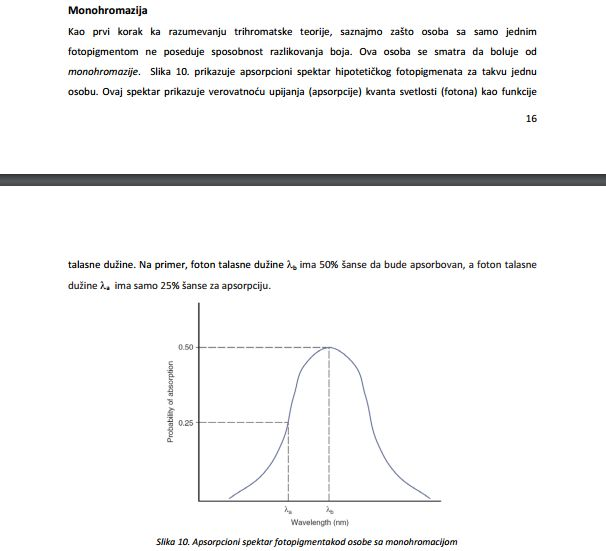 Monohromazija
Kao prvi korak ka razumevanju trihromatske teorije, saznajmo zašto osoba sa samo jednim
fotopigmentom ne poseduje sposobnost razlikovanja boja. Ova osoba se smatra da boluje od
monohromazije. Slika 10. prikazuje apsorpcioni spektar hipotetičkog fotopigmenata za takvu jednu
osobu. Ovaj spektar prikazuje verovatnoću upijanja (apsorpcije) kvanta svetlosti (fotona) kao funkcije
16
talasne dužine. Na primer, foton talasne dužine λb ima 50% šanse da bude apsorbovan, a foton talasne
dužine λa ima samo 25% šanse za apsorpciju.
Probability of absorption
0.50
0.25
λa λb
Wavelength (nm)
Slika 10. Apsorpcioni spektar fotopigmentakod osobe sa monohromacijom